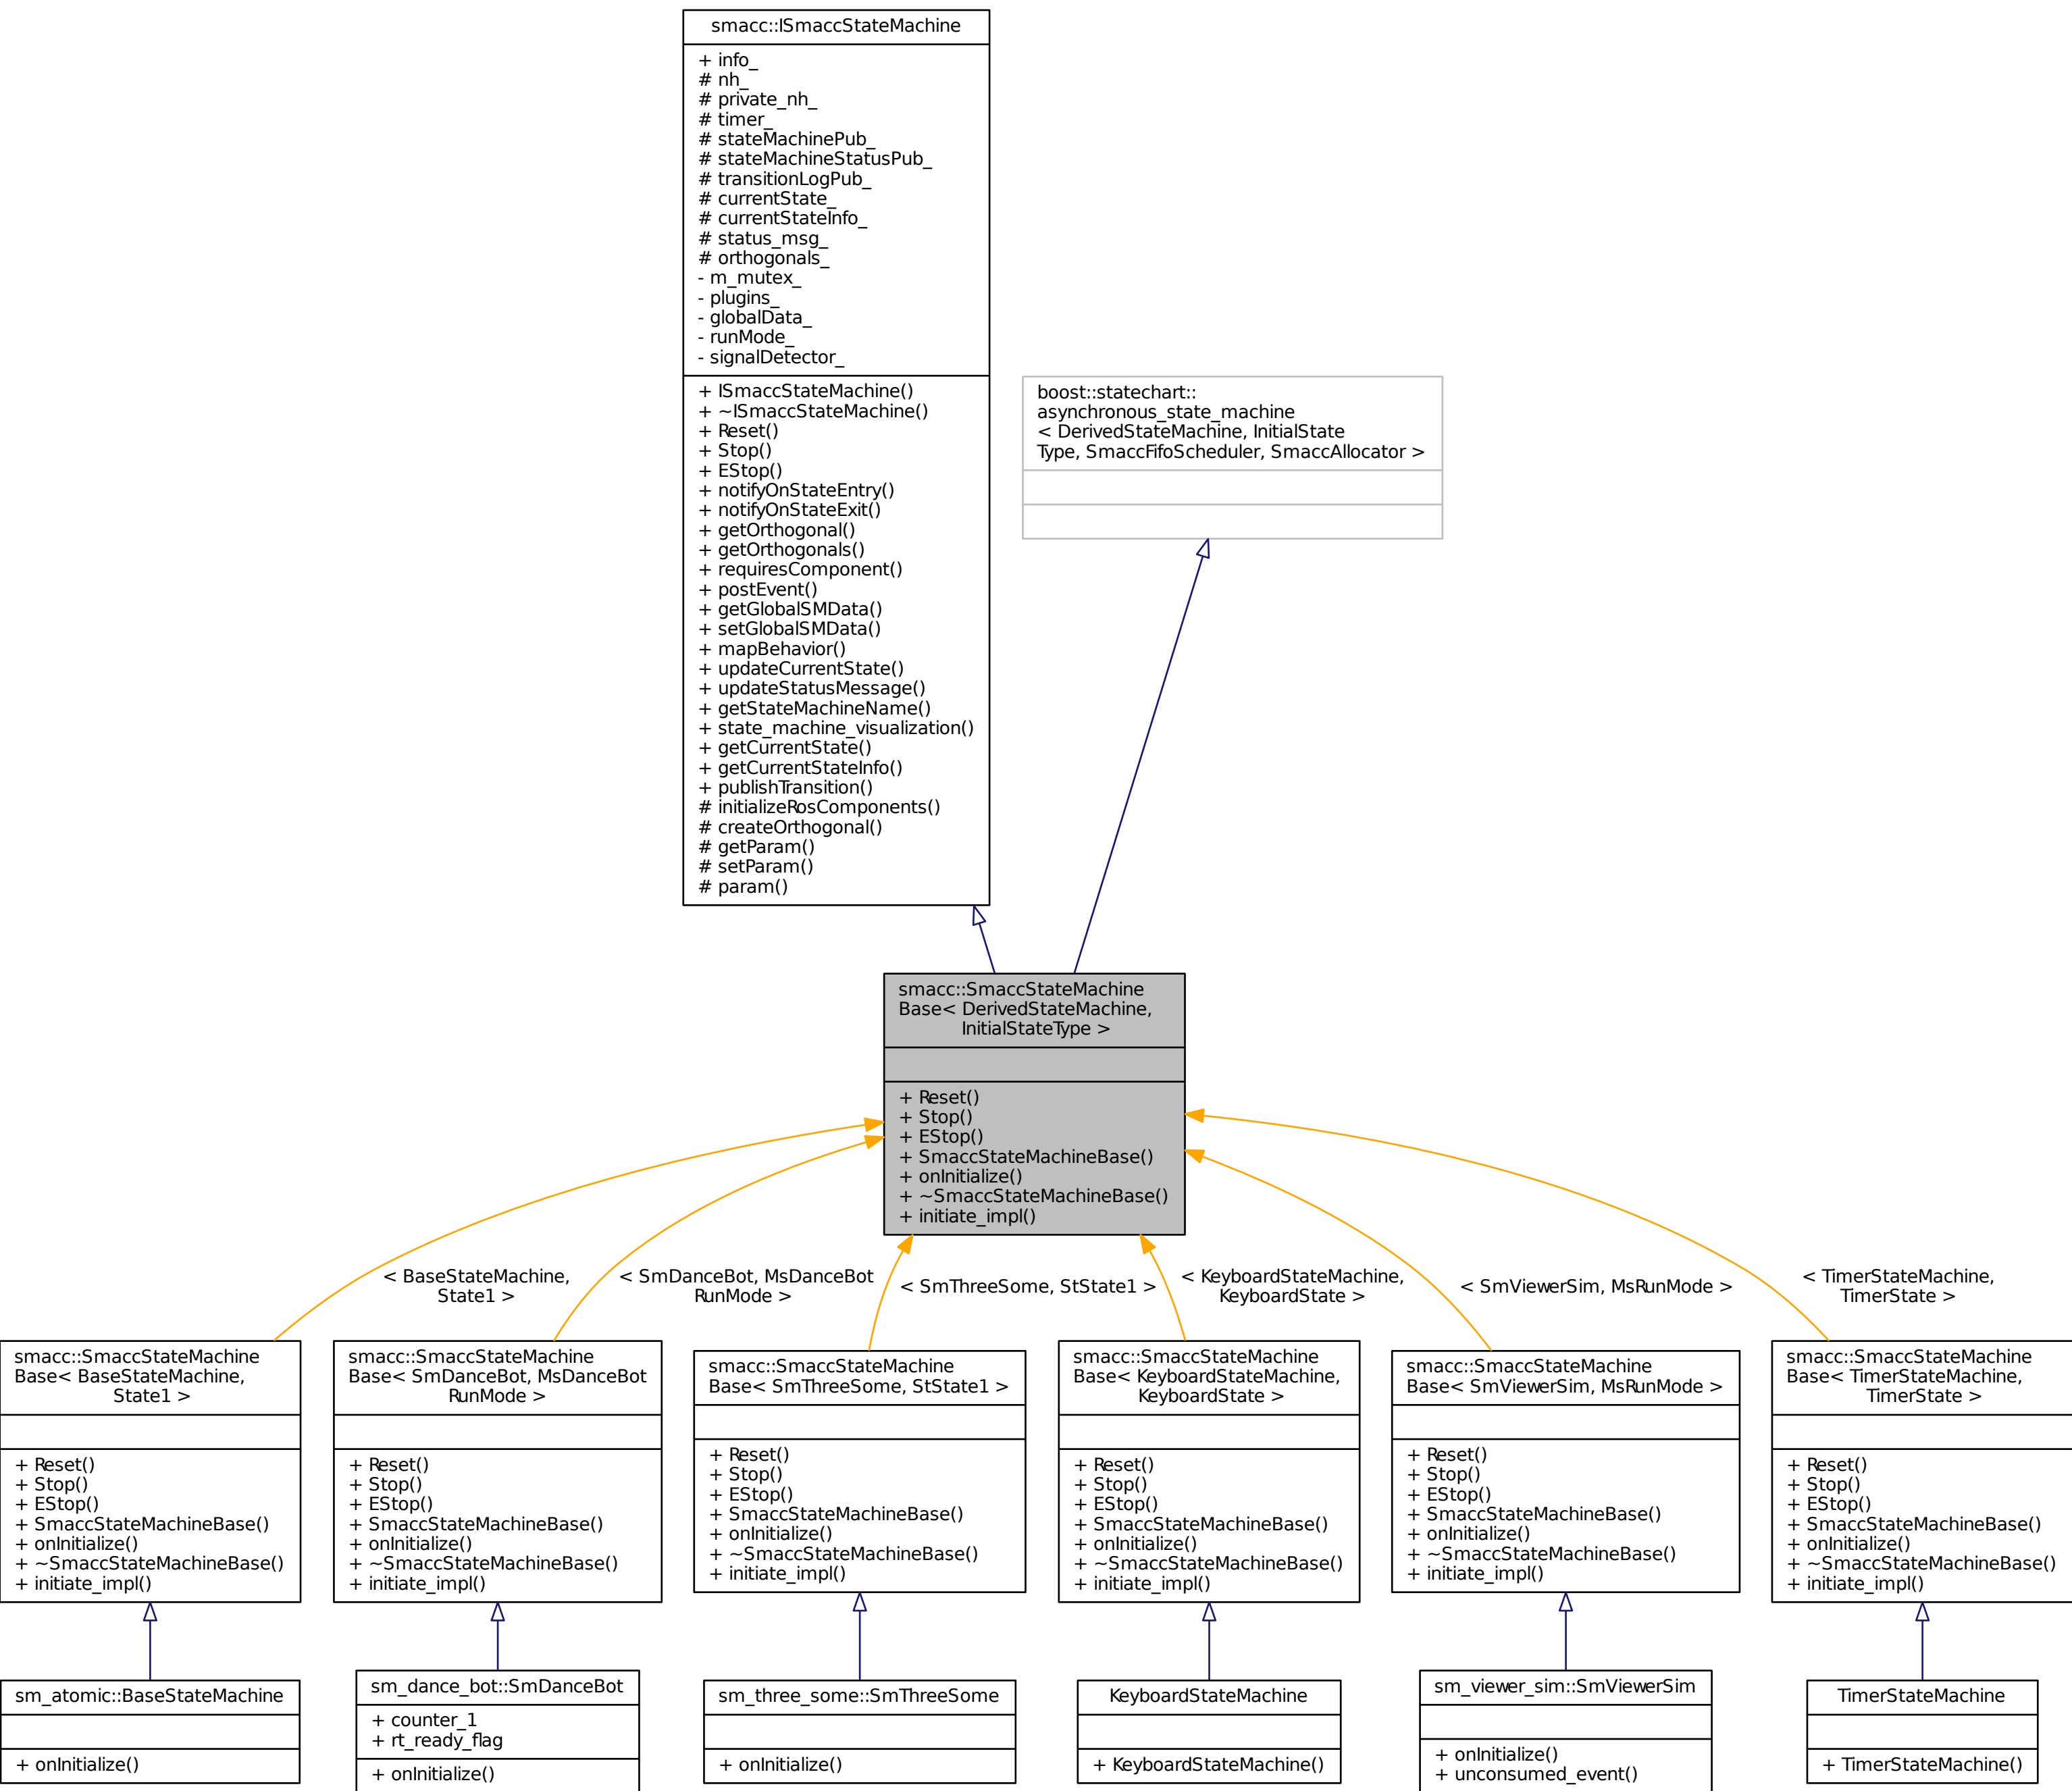 smacc::ISmaccStateMachine
+ info_
# nh_
# private_nh_
# timer_
# stateMachinePub_
# stateMachineStatusPub_
# transitionLogPub_
# currentState_
# currentStateInfo_
# status_msg_
# orthogonals_
- m_mutex_
- plugins_
- globalData_
- runMode_
- signalDetector_
+ ISmaccStateMachine()
+ ~ISmaccStateMachine()
+ Reset()
+ Stop()
+ EStop()
+ notifyOnStateEntry()
+ notifyOnStateExit()
+ getOrthogonal()
+ getOrthogonals()
+ requiresComponent()
+ postEvent()
+ getGlobalSMData()
+ setGlobalSMData()
+ mapBehavior()
+ updateCurrentState()
+ updateStatusMessage()
+ getStateMachineName()
+ state_machine_visualization()
+ getCurrentState()
+ getCurrentStateInfo()
+ publishTransition()
# initializeRosComponents()
# createOrthogonal()
# getParam()
# setParam()
# param()
boost::statechart::
asynchronous_state_machine
< DerivedStateMachine, InitialState
Type, SmaccFifoScheduler, SmaccAllocator >
smacc::SmaccStateMachine
Base< DerivedStateMachine,
InitialStateType >
+ Reset()
+ Stop()
+ EStop()
+ SmaccStateMachineBase()
+ onInitialize()
+ ~SmaccStateMachineBase()
+ initiate_impl()
< BaseStateMachine,
State1 >
< SmDanceBot, MsDanceBot
RunMode >
< SmThreeSome, StState1 >
< KeyboardStateMachine,
KeyboardState >
< SmViewerSim, MsRunMode >
< TimerStateMachine,
TimerState >
smacc::SmaccStateMachine
Base< BaseStateMachine,
State1 >
+ Reset()
+ Stop()
+ EStop()
+ SmaccStateMachineBase()
+ onInitialize()
+ ~SmaccStateMachineBase()
+ initiate_impl()
smacc::SmaccStateMachine
Base< SmDanceBot, MsDanceBot
RunMode >
+ Reset()
+ Stop()
+ EStop()
+ SmaccStateMachineBase()
+ onInitialize()
+ ~SmaccStateMachineBase()
+ initiate_impl()
smacc::SmaccStateMachine
Base< SmThreeSome, StState1 >
+ Reset()
+ Stop()
+ EStop()
+ SmaccStateMachineBase()
+ onInitialize()
+ ~SmaccStateMachineBase()
+ initiate_impl()
smacc::SmaccStateMachine
Base< KeyboardStateMachine,
KeyboardState >
+ Reset()
+ Stop()
+ EStop()
+ SmaccStateMachineBase()
+ onInitialize()
+ ~SmaccStateMachineBase()
+ initiate_impl()
smacc::SmaccStateMachine
Base< SmViewerSim, MsRunMode >
+ Reset()
+ Stop()
+ EStop()
+ SmaccStateMachineBase()
+ onInitialize()
+ ~SmaccStateMachineBase()
+ initiate_impl()
smacc::SmaccStateMachine
Base< TimerStateMachine,
TimerState >
+ Reset()
+ Stop()
+ EStop()
+ SmaccStateMachineBase()
+ onInitialize()
+ ~SmaccStateMachineBase()
+ initiate_impl()
sm_atomic::BaseStateMachine
+ onInitialize()
sm_dance_bot::SmDanceBot
+ counter_1
+ rt_ready_flag
+ onInitialize()
sm_three_some::SmThreeSome
+ onInitialize()
KeyboardStateMachine
+ KeyboardStateMachine()
sm_viewer_sim::SmViewerSim
+ onInitialize()
+ unconsumed_event()
TimerStateMachine
+ TimerStateMachine()